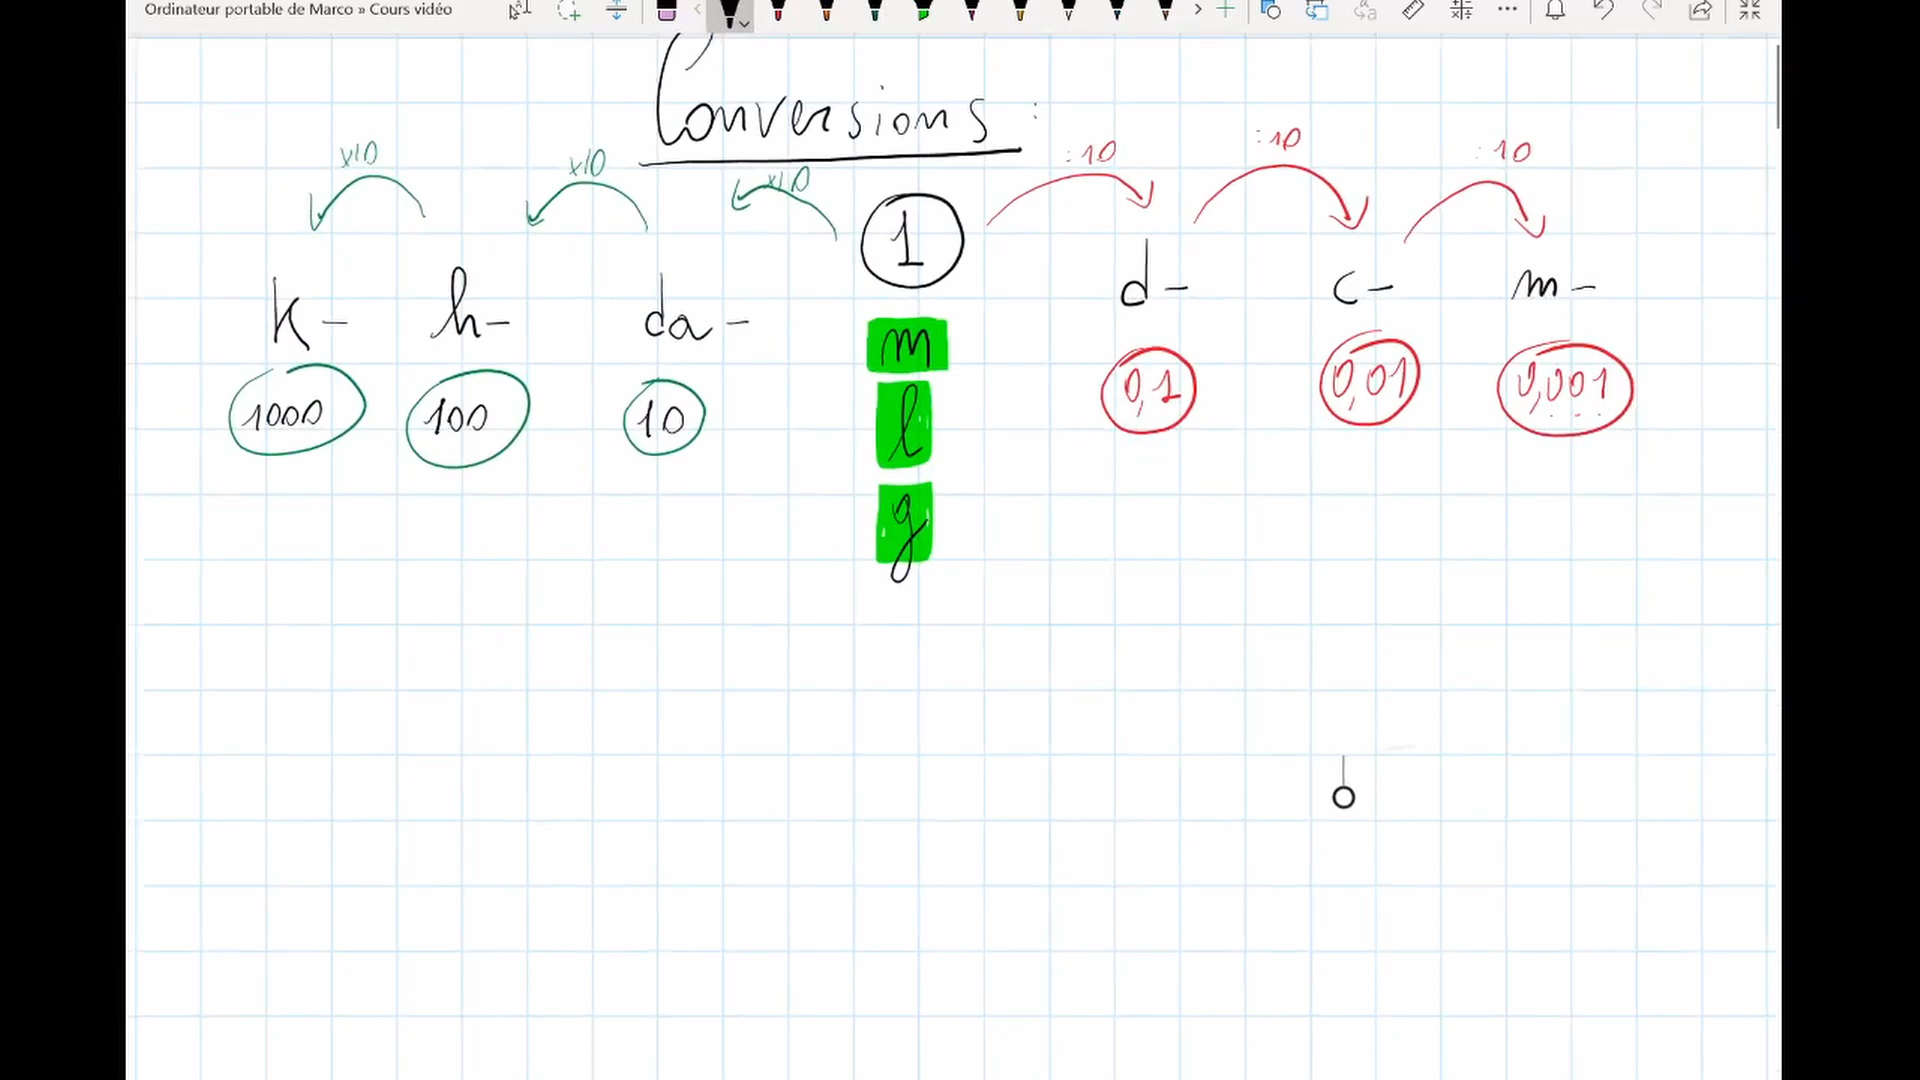 Ordinateur portable de Marco » Cours vidéo
Conversions :
x10 x10 x10 :10 :10 :10
1
k- h- da- d- c- m-
m
1000 100 10 0,1 0,01 0,001
l
g